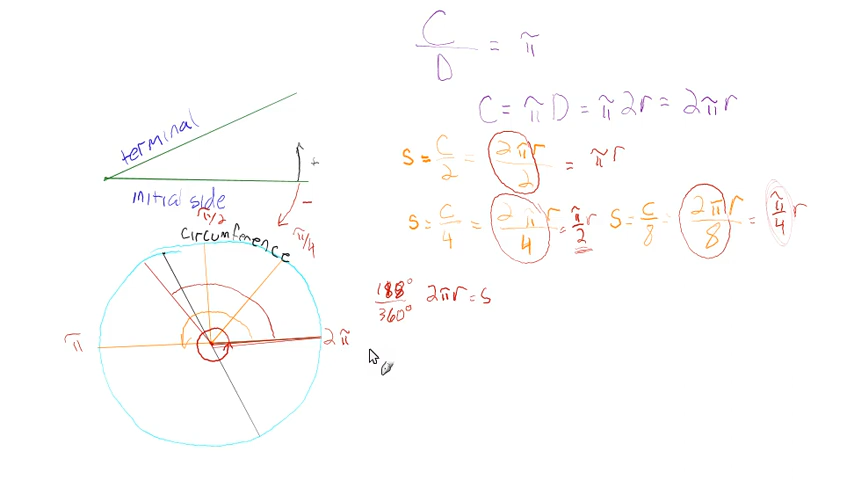 C/D = π
C = πD = π2r = 2πr
terminal
+
S = C/2 = 2πr/2 = πr
initial side
−
S = C/4 = 2πr/4 = π/2 r
S = C/8 = 2πr/8 = π/4 r
π/2
π/4
circumference
360° 2πr = S
π
2π